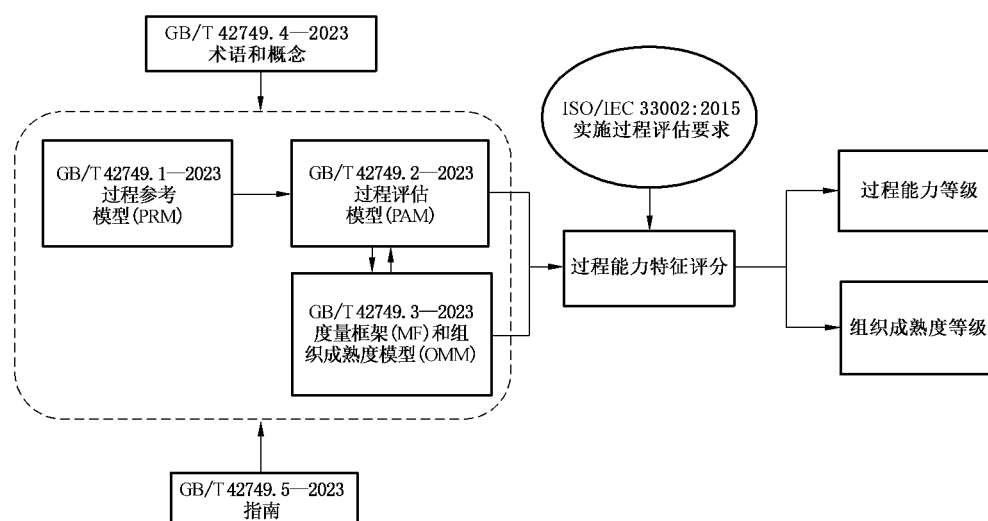 GB/T 42749.4—2023
术语和概念
ISO/IEC 33002:2015
实施过程评估要求
GB/T 42749.1—2023
过程参考
模型(PRM)
GB/T 42749.2—2023
过程评估
模型(PAM)
过程能力等级
过程能力特征评分
GB/T 42749.3—2023
度量框架(MF)和组
织成熟度模型(OMM)
组织成熟度等级
GB/T 42749.5—2023
指南